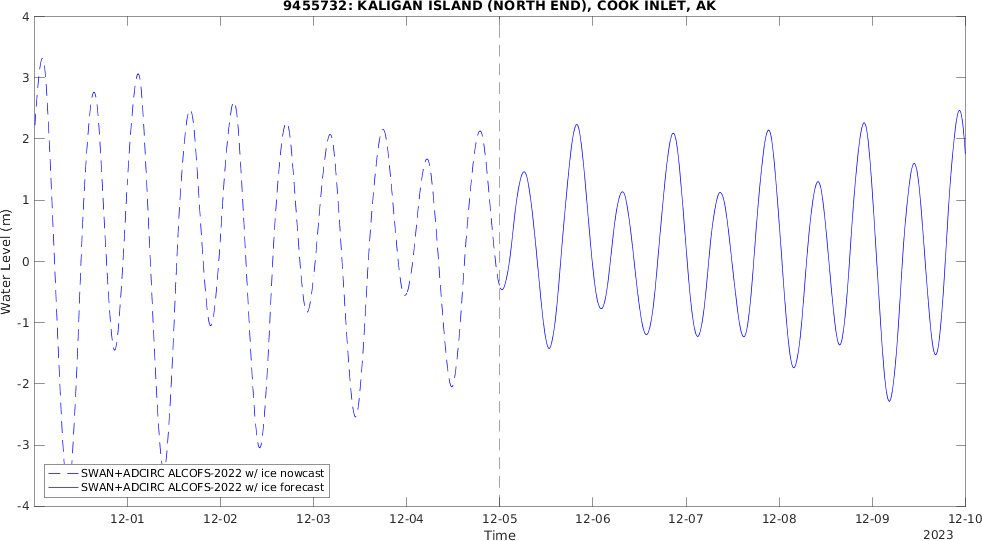 9455732: KALIGAN ISLAND (NORTH END), COOK INLET, AK
4
3
2
1
0
-1
-2
-3
-4
Water Level (m)
SWAN+ADCIRC ALCOFS-2022 w/ ice nowcast
SWAN+ADCIRC ALCOFS-2022 w/ ice forecast
12-01 12-02 12-03 12-04 12-05 12-06 12-07 12-08 12-09 12-10
Time
2023